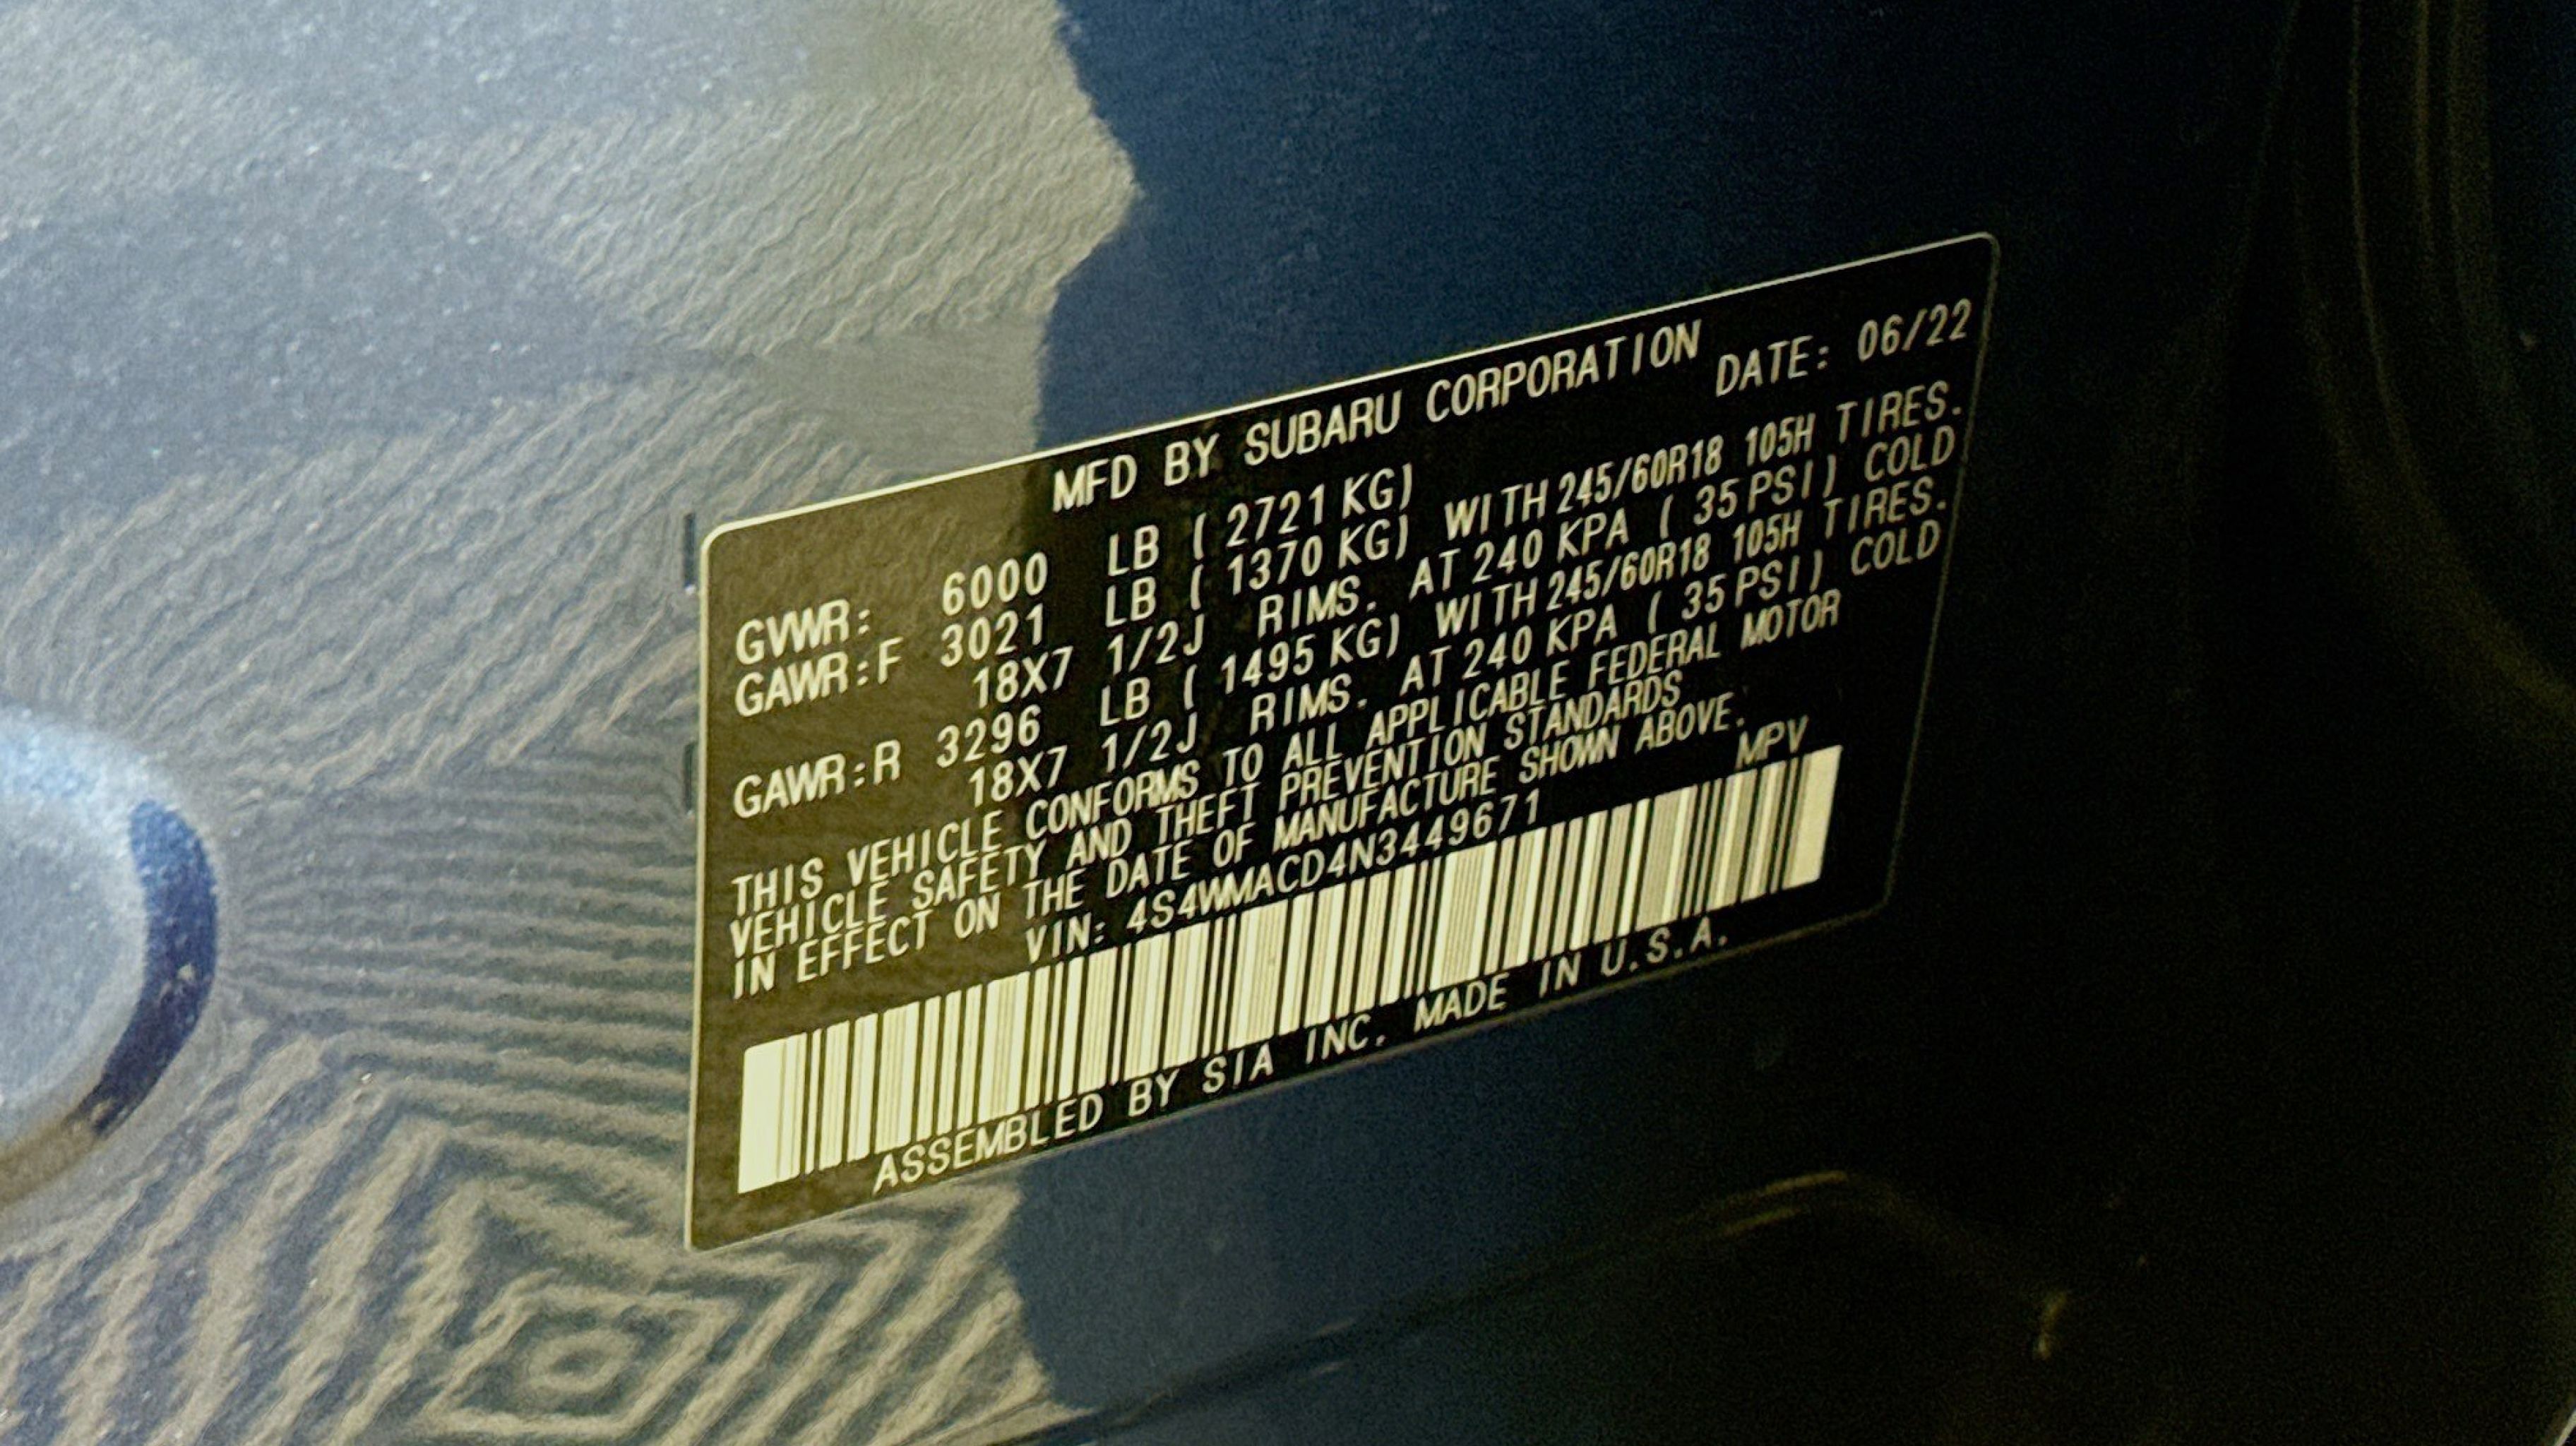 MFD BY SUBARU CORPORATION
DATE: 06/22
GVWR: 6000 LB ( 2721 KG)
GAWR:F 3021 LB ( 1370 KG) WITH 245/60R18 105H TIRES.
18X7 1/2J RIMS. AT 240 KPA ( 35 PSI) COLD
GAWR:R 3296 LB ( 1495 KG) WITH 245/60R18 105H TIRES.
18X7 1/2J RIMS. AT 240 KPA ( 35 PSI) COLD
THIS VEHICLE CONFORMS TO ALL APPLICABLE FEDERAL MOTOR
VEHICLE SAFETY AND THEFT PREVENTION STANDARDS
IN EFFECT ON THE DATE OF MANUFACTURE SHOWN ABOVE.
VIN: 4S4WMACD4N3449671 MPV
ASSEMBLED BY SIA INC. MADE IN U.S.A.